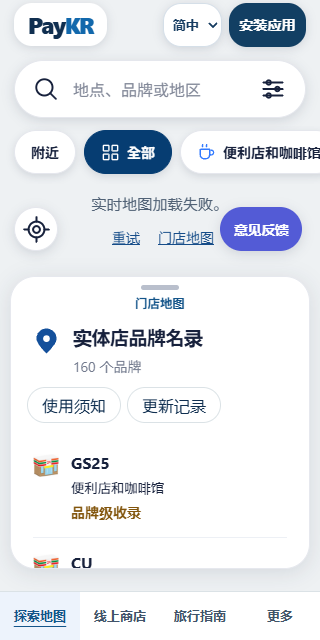 PayKR
简中
安装应用
地点、品牌或地区
附近
全部
便利店和咖啡馆
实时地图加载失败。
重试
门店地图
意见反馈
门店地图
实体店品牌名录
160 个品牌
使用须知
更新记录
GS25
便利店和咖啡馆
品牌级收录
CU
探索地图
线上商店
旅行指南
更多